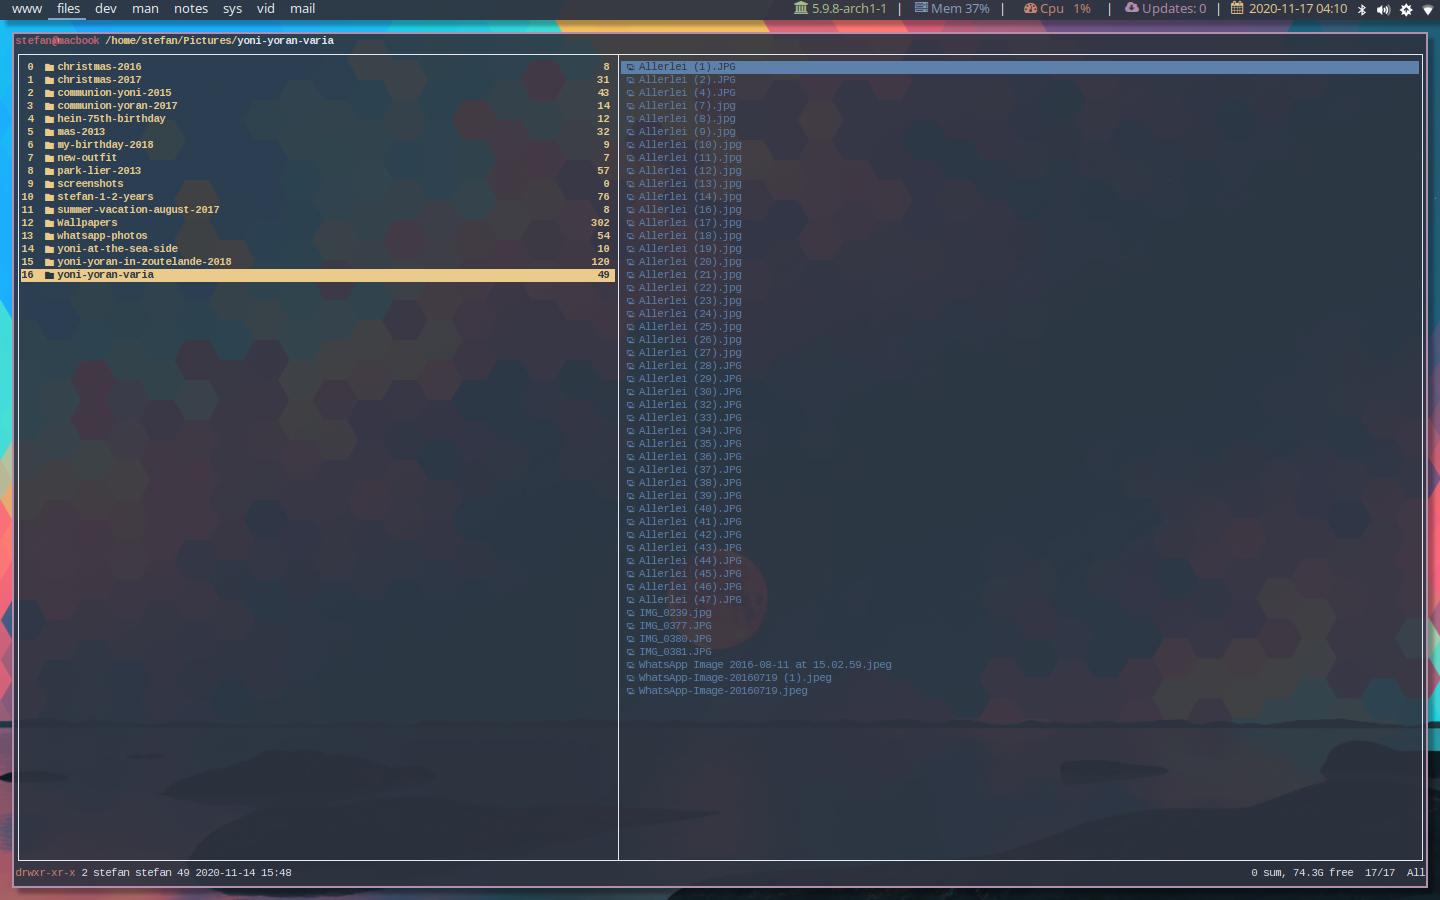 www files dev man notes sys vid mail 5.9.8-arch1-1 | Mem 37% | Cpu 1% | Updates: 0 | 2020-11-17 04:10
stefan@macbook /home/stefan/Pictures/yoni-yoran-varia
0 christmas-2016 8
1 christmas-2017 31
2 communion-yoni-2015 43
3 communion-yoran-2017 14
4 hein-75th-birthday 12
5 mas-2013 32
6 my-birthday-2018 9
7 new-outfit 7
8 park-lier-2013 57
9 screenshots 0
10 stefan-1-2-years 76
11 summer-vacation-august-2017 8
12 Wallpapers 302
13 whatsapp-photos 54
14 yoni-at-the-sea-side 10
15 yoni-yoran-in-zoutelande-2018 120
16 yoni-yoran-varia 49
Allerlei (1).JPG
Allerlei (2).JPG
Allerlei (4).JPG
Allerlei (7).jpg
Allerlei (8).jpg
Allerlei (9).jpg
Allerlei (10).jpg
Allerlei (11).jpg
Allerlei (12).jpg
Allerlei (13).jpg
Allerlei (14).jpg
Allerlei (16).jpg
Allerlei (17).jpg
Allerlei (18).jpg
Allerlei (19).jpg
Allerlei (20).jpg
Allerlei (21).jpg
Allerlei (22).jpg
Allerlei (23).jpg
Allerlei (24).jpg
Allerlei (25).jpg
Allerlei (26).jpg
Allerlei (27).jpg
Allerlei (28).JPG
Allerlei (29).JPG
Allerlei (30).JPG
Allerlei (32).JPG
Allerlei (33).JPG
Allerlei (34).JPG
Allerlei (35).JPG
Allerlei (36).JPG
Allerlei (37).JPG
Allerlei (38).JPG
Allerlei (39).JPG
Allerlei (40).JPG
Allerlei (41).JPG
Allerlei (42).JPG
Allerlei (43).JPG
Allerlei (44).JPG
Allerlei (45).JPG
Allerlei (46).JPG
Allerlei (47).JPG
IMG_0239.jpg
IMG_0377.JPG
IMG_0380.JPG
IMG_0381.JPG
WhatsApp Image 2016-08-11 at 15.02.59.jpeg
WhatsApp-Image-20160719 (1).jpeg
WhatsApp-Image-20160719.jpeg
drwxr-xr-x 2 stefan stefan 49 2020-11-14 15:48 0 sum, 74.3G free 17/17 All